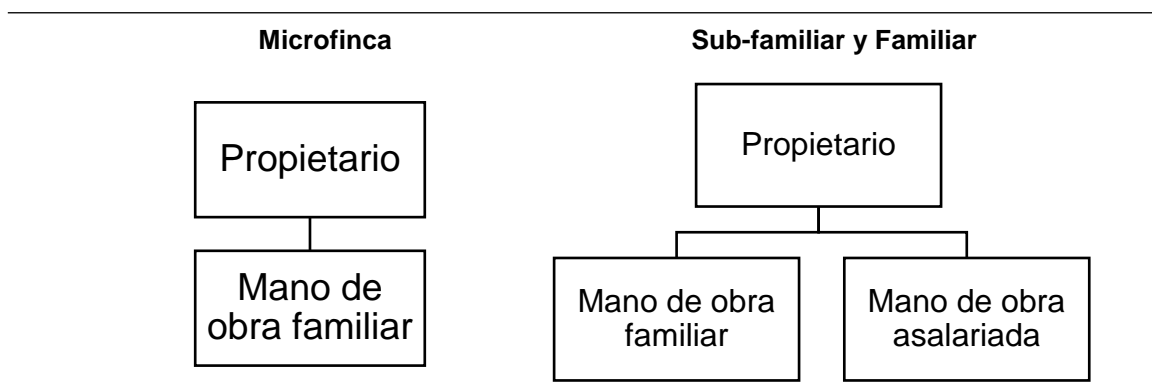 Microfinca
Sub-familiar y Familiar
Propietario
Mano de
obra familiar
Propietario
Mano de obra
familiar
Mano de obra
asalariada